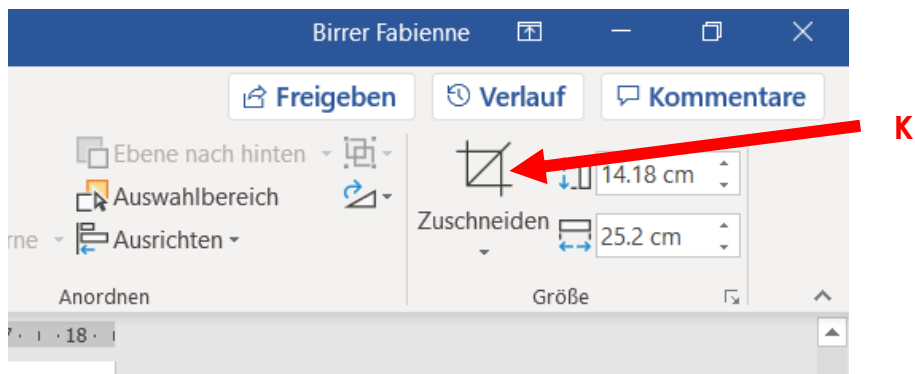 Birrer Fabienne
Freigeben Verlauf Kommentare
K
Ebene nach hinten 14.18 cm
Auswahlbereich
Zuschneiden
rne Ausrichten 25.2 cm
Anordnen Größe
7 · ı · 18 · ı